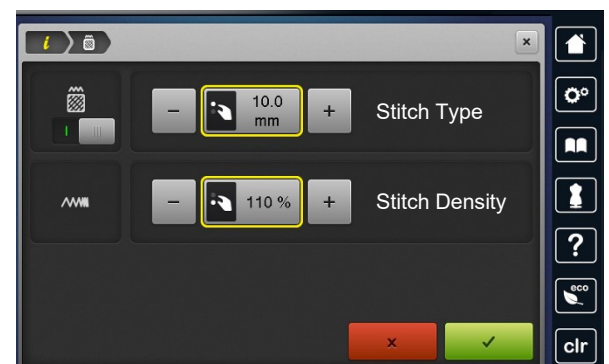 i
×
− 10.0 mm + Stitch Type
− 110 % + Stitch Density
?
eco
× ✓
clr